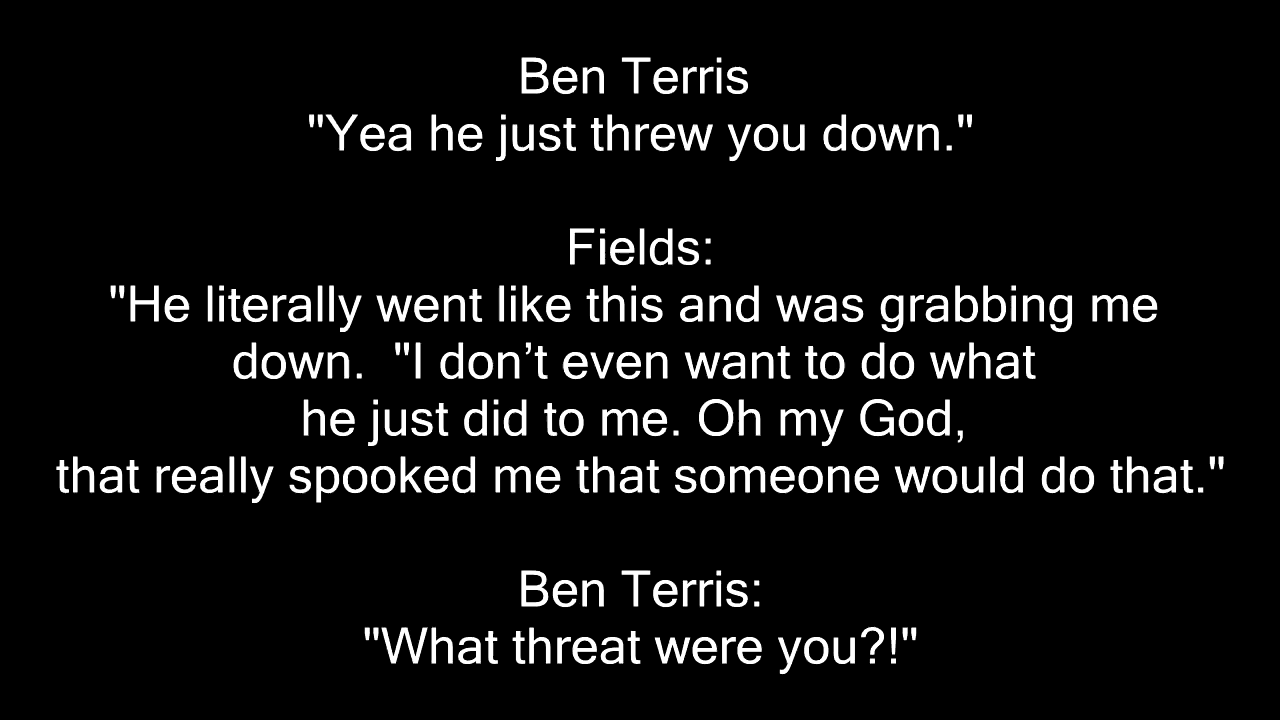 Ben Terris
"Yea he just threw you down."
Fields:
"He literally went like this and was grabbing me
down.  "I don’t even want to do what
he just did to me. Oh my God,
that really spooked me that someone would do that."
Ben Terris:
"What threat were you?!"